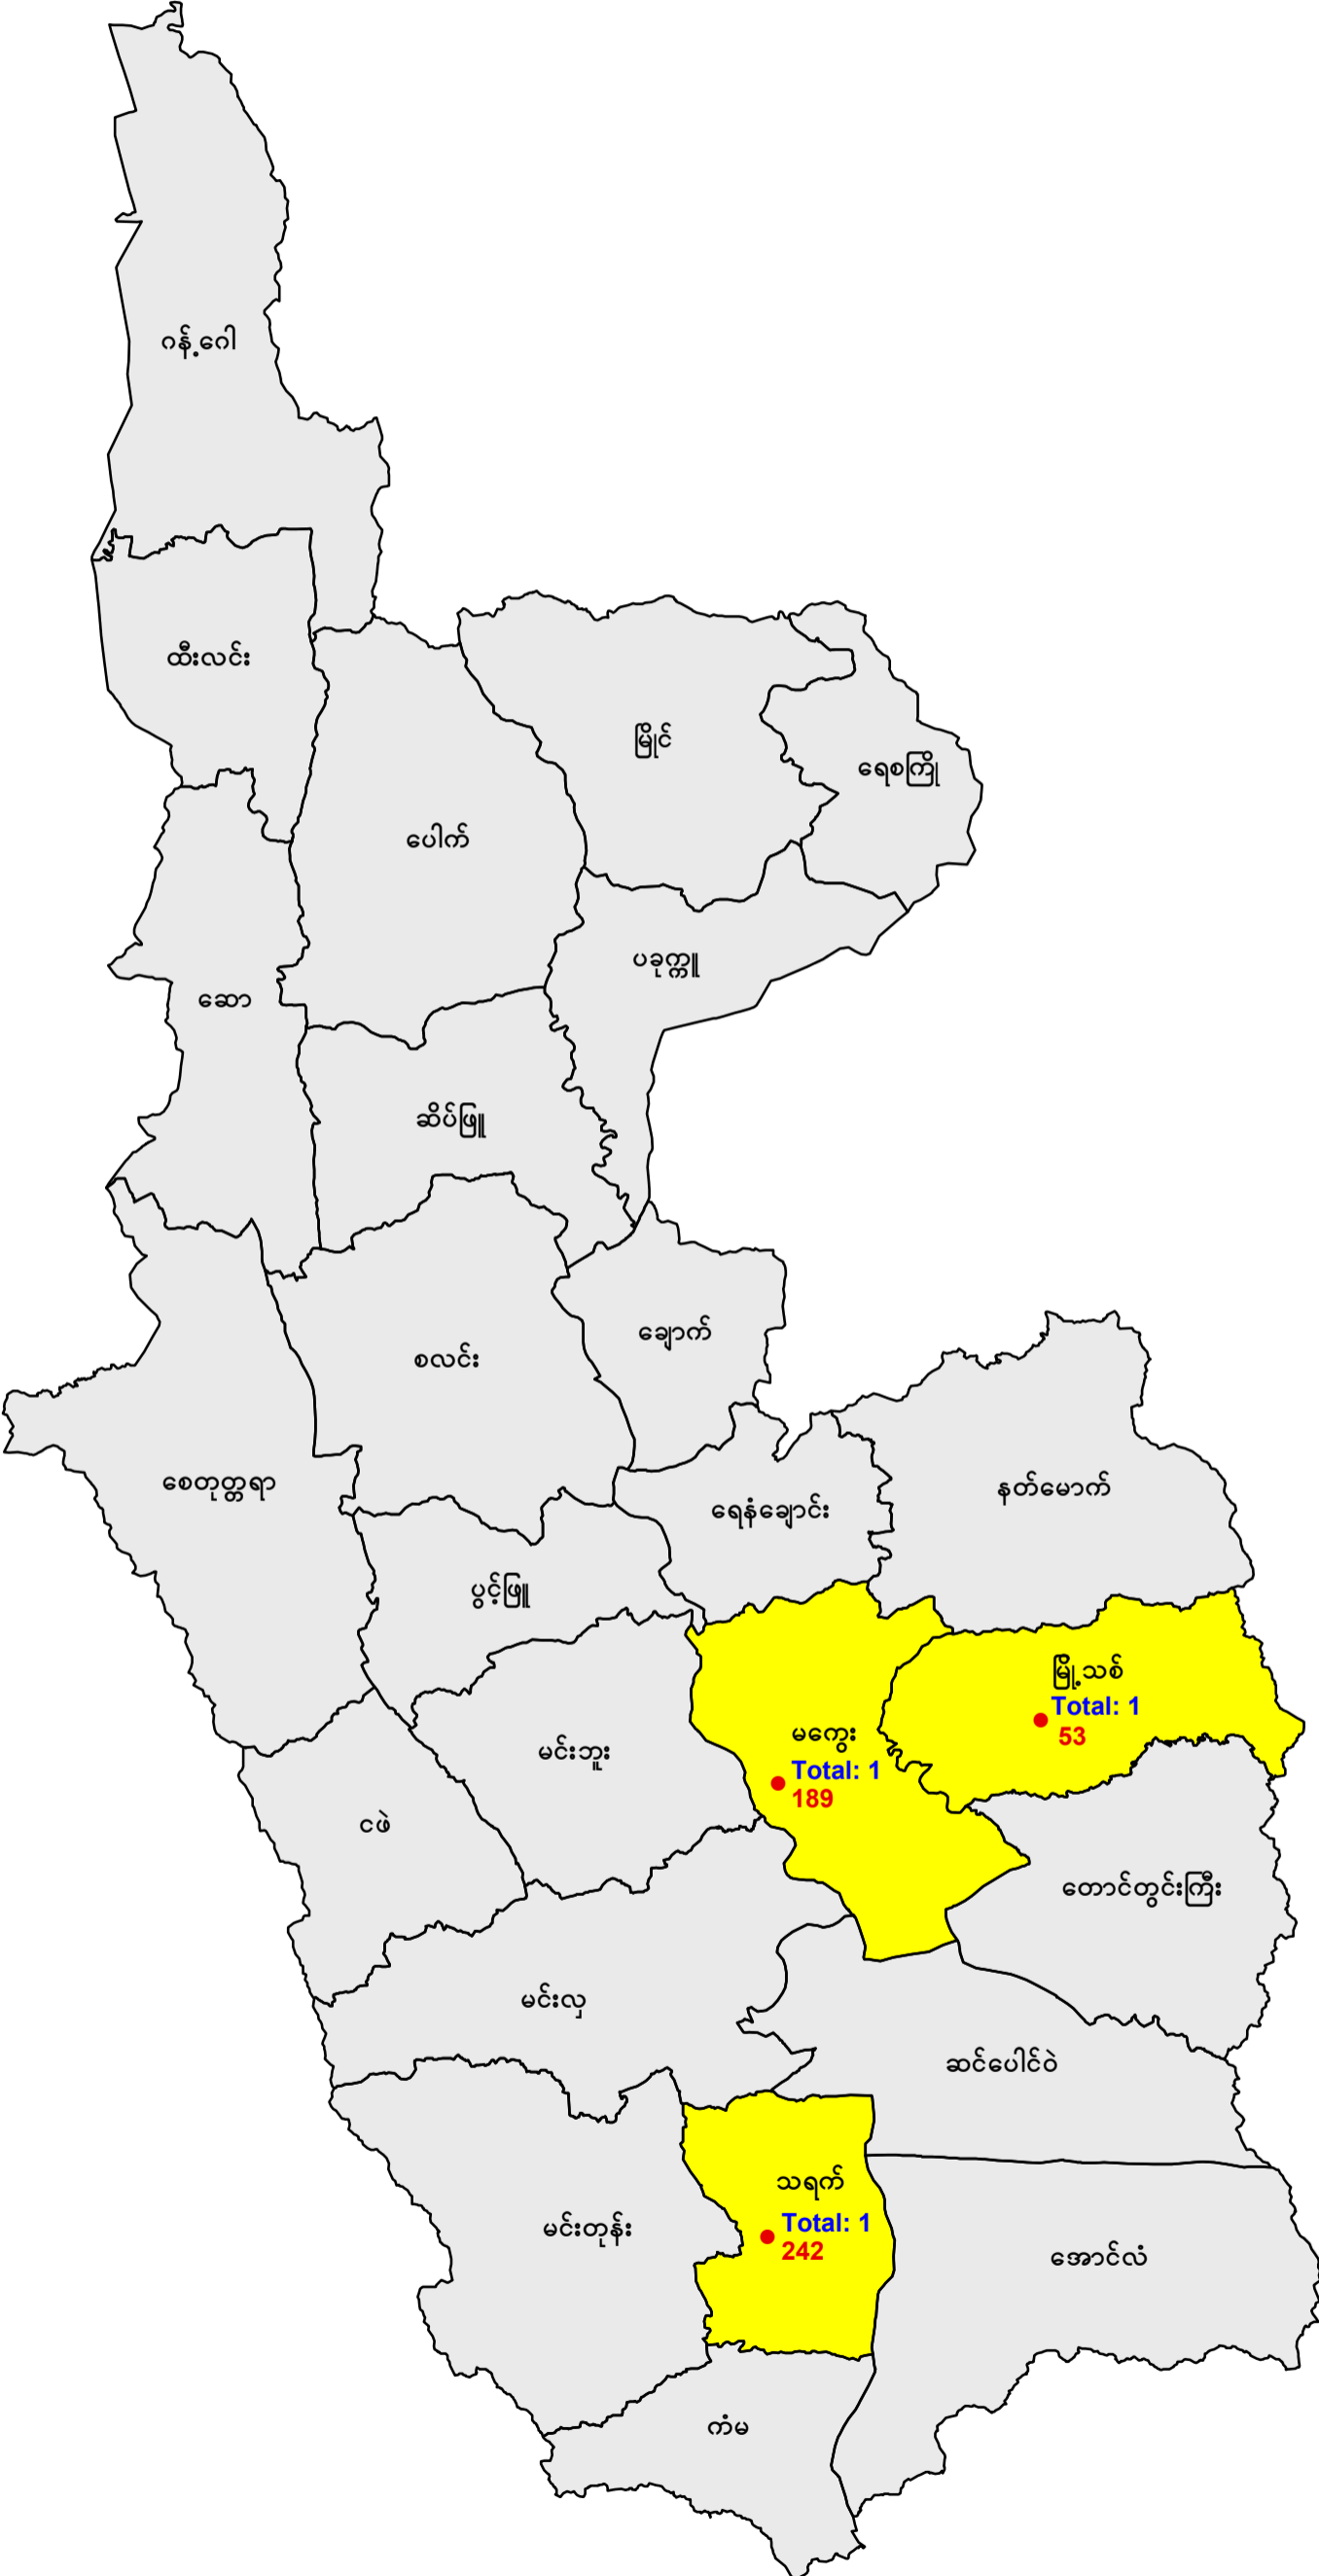 ဂန့်ဂေါ
ထီးလင်း
မြိုင်
ရေစကြို
ပေါက်
ပခုက္ကူ
ဆော
ဆိပ်ဖြူ
ချောက်
စလင်း
စေတုတ္တရာ
နတ်မောက်
ရေနံချောင်း
ပွင့်ဖြူ
မြို့သစ်
Total: 1
53
မကွေး
Total: 1
189
မင်းဘူး
ငဖဲ
တောင်တွင်းကြီး
မင်းလှ
ဆင်ပေါင်ဝဲ
သရက်
Total: 1
242
မင်းတုန်း
အောင်လံ
ကံမ